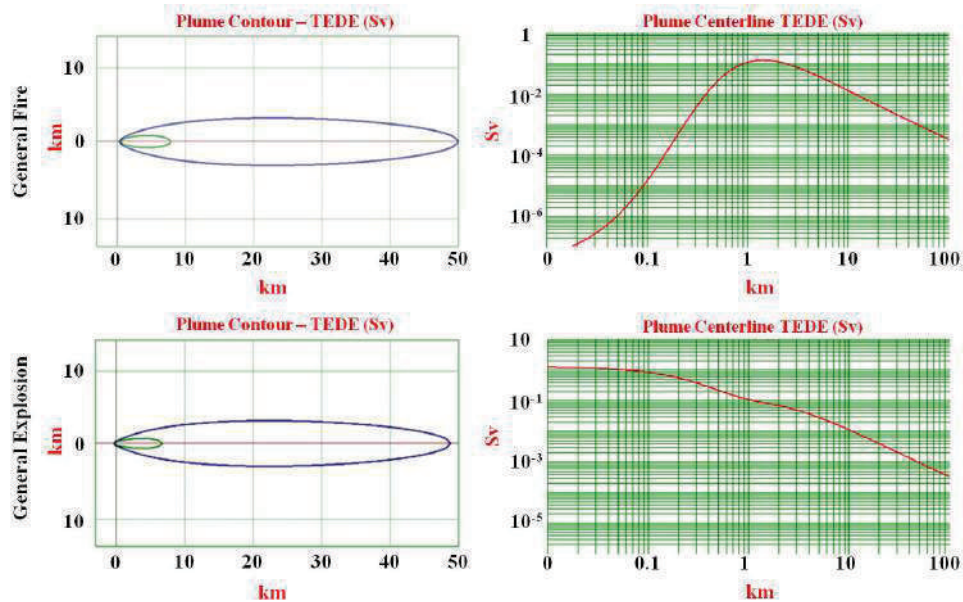 Plume Contour – TEDE (Sv)
General Fire
km
10
0
10
0 10 20 30 40 50
km
Plume Centerline TEDE (Sv)
Sv
1
10-2
10-4
10-6
0 0.1 1 10 100
km
Plume Contour – TEDE (Sv)
General Explosion
km
10
0
10
0 10 20 30 40 50
km
Plume Centerline TEDE (Sv)
Sv
10
10-1
10-3
10-5
0 0.1 1 10 100
km